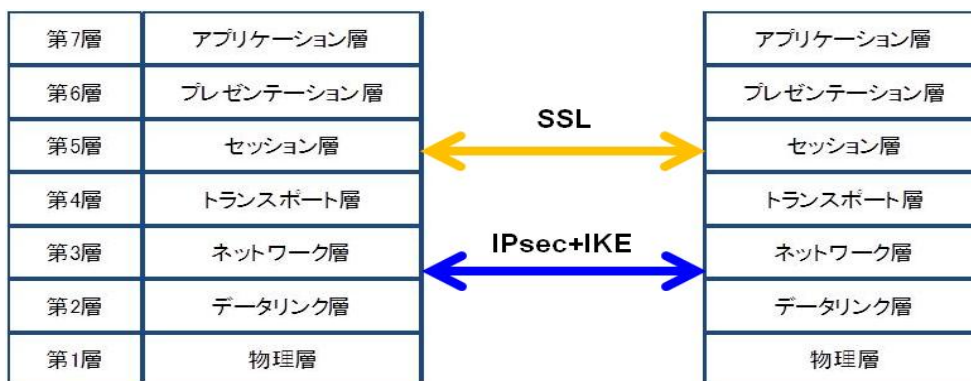 第7層 アプリケーション層 アプリケーション層
第6層 プレゼンテーション層 プレゼンテーション層
SSL
第5層 セッション層 セッション層
第4層 トランスポート層 トランスポート層
IPsec+IKE
第3層 ネットワーク層 ネットワーク層
第2層 データリンク層 データリンク層
第1層 物理層 物理層